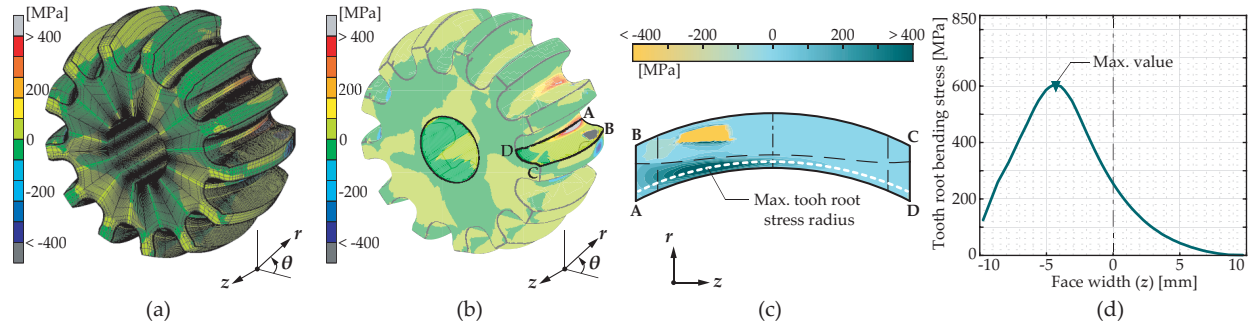 [MPa]
> 400
200
0
-200
< -400
r
θ
z
(a)
[MPa]
> 400
200
0
-200
< -400
A
B
D
C
r
θ
z
(b)
< -400
-200
0
200
> 400
[MPa]
B
C
A
D
Max. tooh root
stress radius
r
z
(c)
Tooth root bending stress [MPa]
850
800
600
400
200
0
Max. value
-10
-5
0
5
10
Face width (z) [mm]
(d)